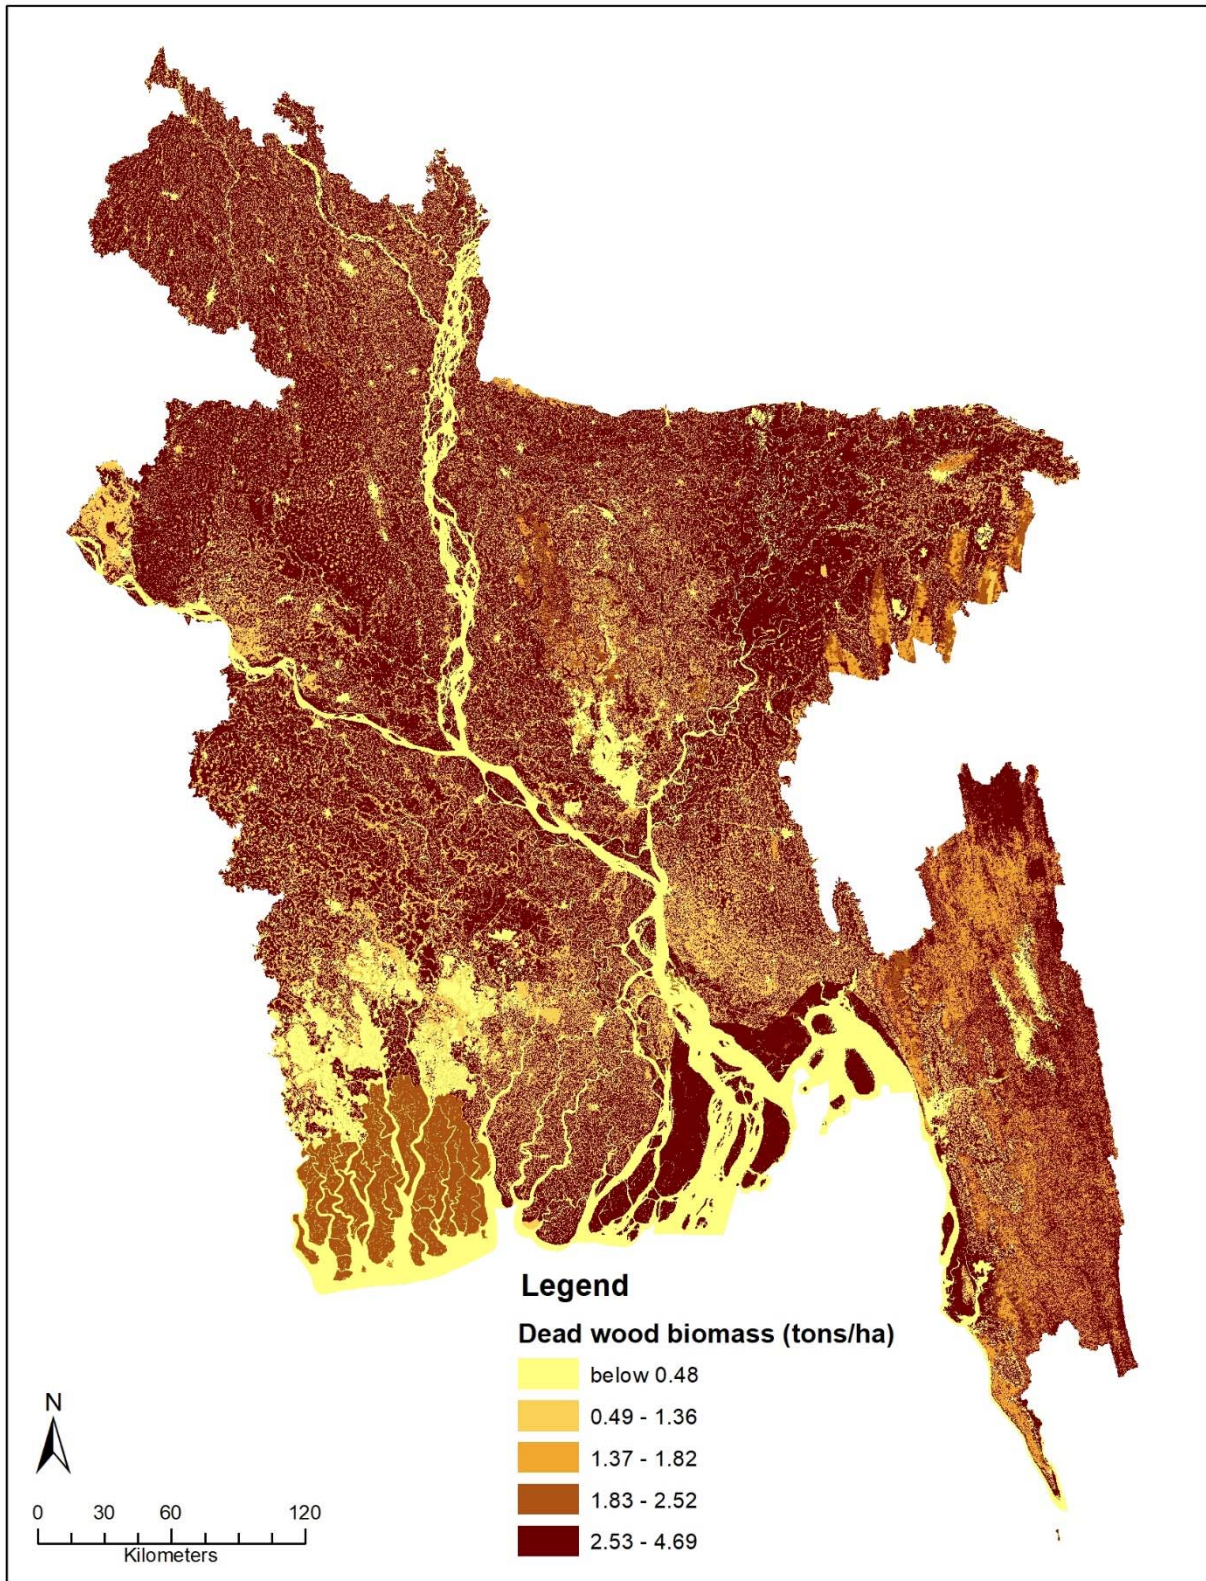 Legend
Dead wood biomass (tons/ha)
below 0.48
0.49 - 1.36
1.37 - 1.82
1.83 - 2.52
2.53 - 4.69
N
0 30 60 120
Kilometers